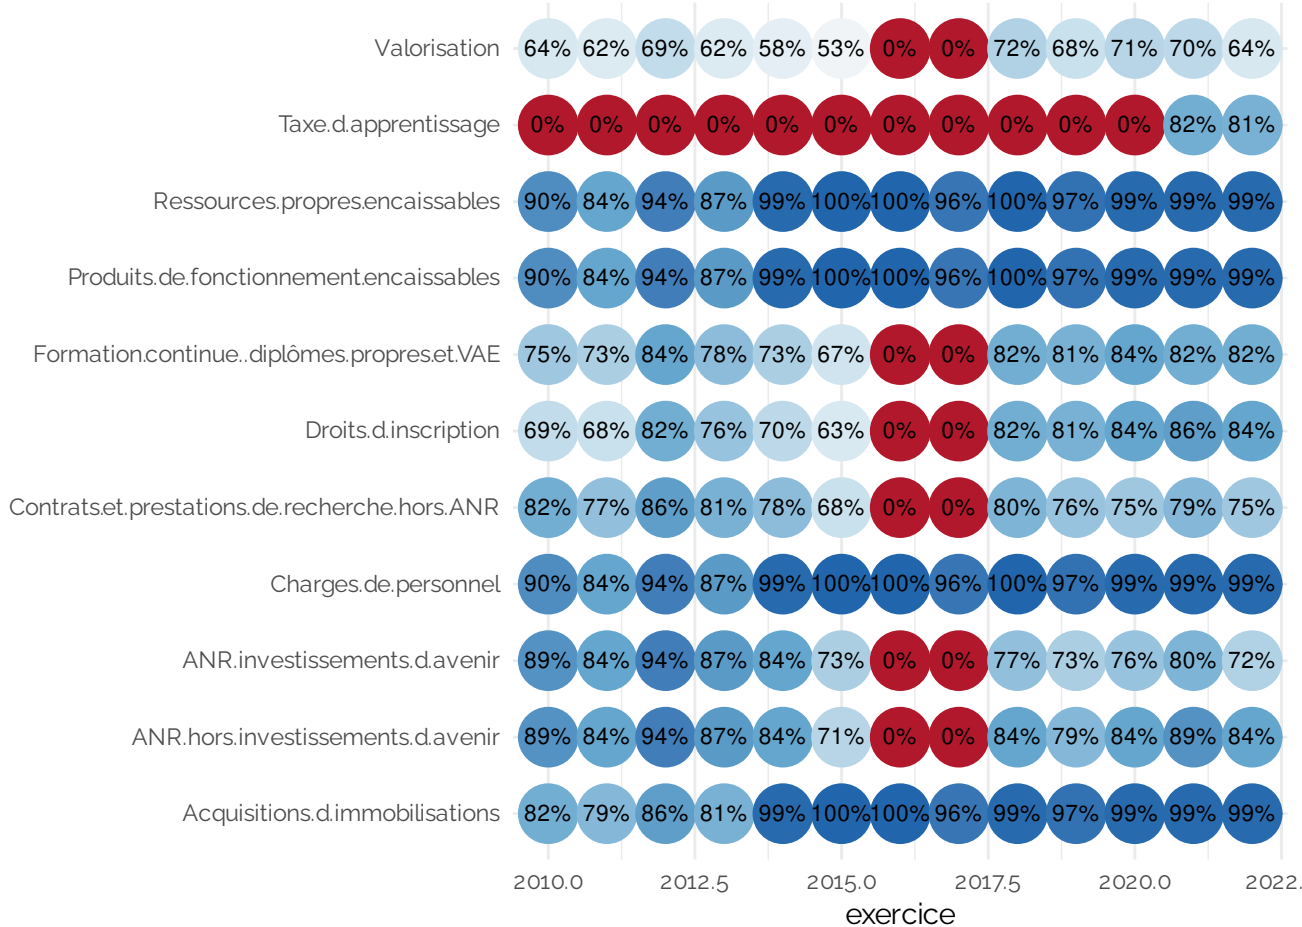 Valorisation 64% 62% 69% 62% 58% 53% 0% 0% 72% 68% 71% 70% 64%
Taxe.d.apprentissage 0% 0% 0% 0% 0% 0% 0% 0% 0% 0% 0% 82% 81%
Ressources.propres.encaissables 90% 84% 94% 87% 99% 100% 100% 96% 100% 97% 99% 99% 99%
Produits.de.fonctionnement.encaissables 90% 84% 94% 87% 99% 100% 100% 96% 100% 97% 99% 99% 99%
Formation.continue..diplômes.propres.et.VAE 75% 73% 84% 78% 73% 67% 0% 0% 82% 81% 84% 82% 82%
Droits.d.inscription 69% 68% 82% 76% 70% 63% 0% 0% 82% 81% 84% 86% 84%
Contrats.et.prestations.de.recherche.hors.ANR 82% 77% 86% 81% 78% 68% 0% 0% 80% 76% 75% 79% 75%
Charges.de.personnel 90% 84% 94% 87% 99% 100% 100% 96% 100% 97% 99% 99% 99%
ANR.investissements.d.avenir 89% 84% 94% 87% 84% 73% 0% 0% 77% 73% 76% 80% 72%
ANR.hors.investissements.d.avenir 89% 84% 94% 87% 84% 71% 0% 0% 84% 79% 84% 89% 84%
Acquisitions.d.immobilisations 82% 79% 86% 81% 99% 100% 100% 96% 99% 97% 99% 99% 99%
2010.0 2012.5 2015.0 2017.5 2020.0 2022.
exercice